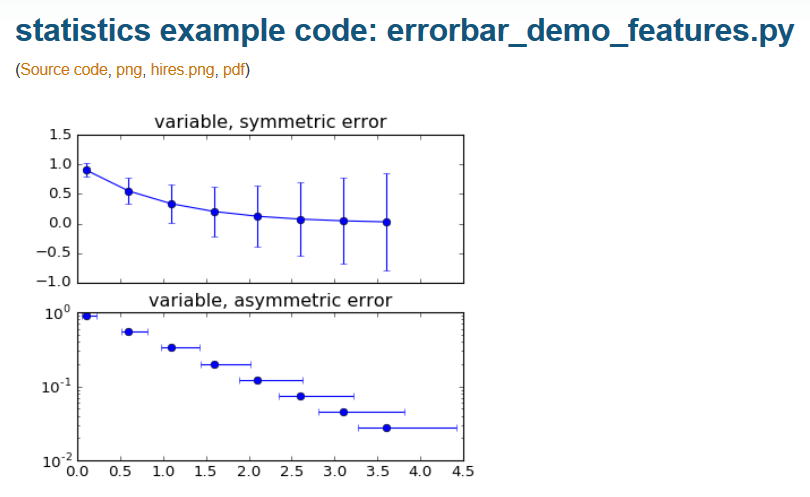 statistics example code: errorbar_demo_features.py
(Source code, png, hires.png, pdf)
variable, symmetric error
1.5
1.0
0.5
0.0
−0.5
−1.0
variable, asymmetric error
10⁰
10⁻¹
10⁻²
0.0 0.5 1.0 1.5 2.0 2.5 3.0 3.5 4.0 4.5